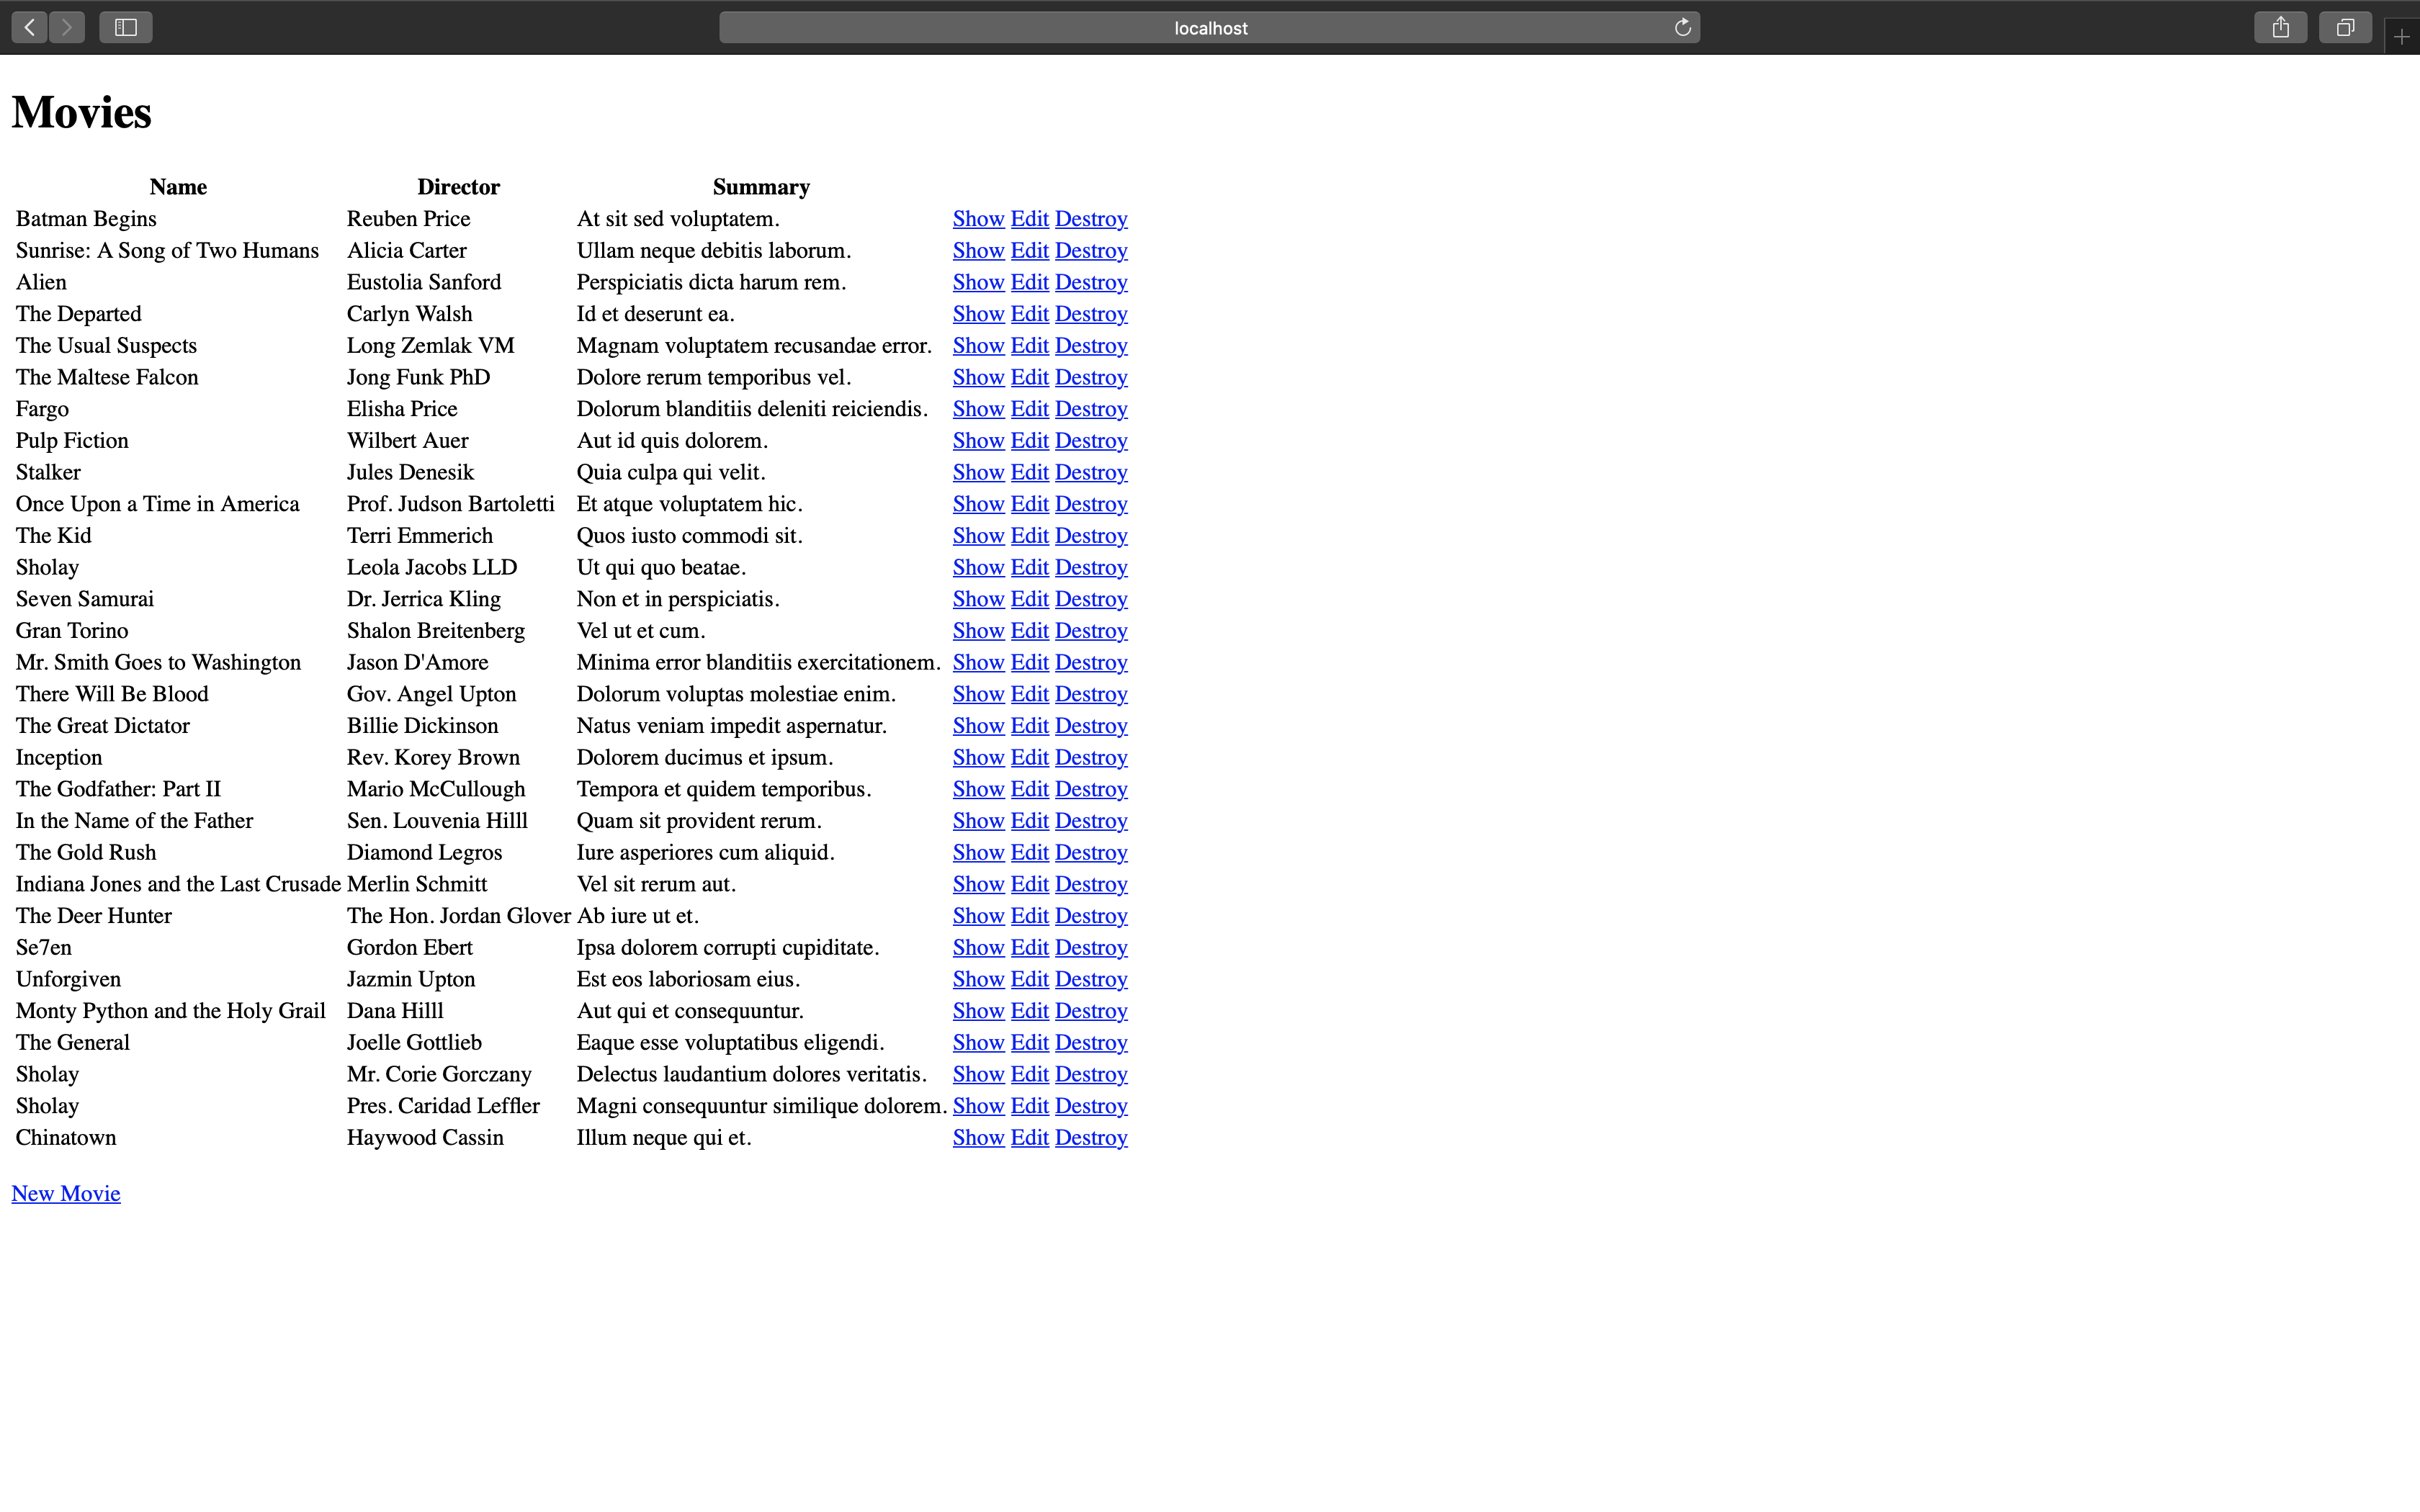 localhost
Movies
Name Director Summary
Batman Begins Reuben Price At sit sed voluptatem. Show Edit Destroy
Sunrise: A Song of Two Humans Alicia Carter Ullam neque debitis laborum. Show Edit Destroy
Alien Eustolia Sanford Perspiciatis dicta harum rem. Show Edit Destroy
The Departed Carlyn Walsh Id et deserunt ea. Show Edit Destroy
The Usual Suspects Long Zemlak VM Magnam voluptatem recusandae error. Show Edit Destroy
The Maltese Falcon Jong Funk PhD Dolore rerum temporibus vel. Show Edit Destroy
Fargo Elisha Price Dolorum blanditiis deleniti reiciendis. Show Edit Destroy
Pulp Fiction Wilbert Auer Aut id quis dolorem. Show Edit Destroy
Stalker Jules Denesik Quia culpa qui velit. Show Edit Destroy
Once Upon a Time in America Prof. Judson Bartoletti Et atque voluptatem hic. Show Edit Destroy
The Kid Terri Emmerich Quos iusto commodi sit. Show Edit Destroy
Sholay Leola Jacobs LLD Ut qui quo beatae. Show Edit Destroy
Seven Samurai Dr. Jerrica Kling Non et in perspiciatis. Show Edit Destroy
Gran Torino Shalon Breitenberg Vel ut et cum. Show Edit Destroy
Mr. Smith Goes to Washington Jason D'Amore Minima error blanditiis exercitationem. Show Edit Destroy
There Will Be Blood Gov. Angel Upton Dolorum voluptas molestiae enim. Show Edit Destroy
The Great Dictator Billie Dickinson Natus veniam impedit aspernatur. Show Edit Destroy
Inception Rev. Korey Brown Dolorem ducimus et ipsum. Show Edit Destroy
The Godfather: Part II Mario McCullough Tempora et quidem temporibus. Show Edit Destroy
In the Name of the Father Sen. Louvenia Hilll Quam sit provident rerum. Show Edit Destroy
The Gold Rush Diamond Legros Iure asperiores cum aliquid. Show Edit Destroy
Indiana Jones and the Last Crusade Merlin Schmitt Vel sit rerum aut. Show Edit Destroy
The Deer Hunter The Hon. Jordan Glover Ab iure ut et. Show Edit Destroy
Se7en Gordon Ebert Ipsa dolorem corrupti cupiditate. Show Edit Destroy
Unforgiven Jazmin Upton Est eos laboriosam eius. Show Edit Destroy
Monty Python and the Holy Grail Dana Hilll Aut qui et consequuntur. Show Edit Destroy
The General Joelle Gottlieb Eaque esse voluptatibus eligendi. Show Edit Destroy
Sholay Mr. Corie Gorczany Delectus laudantium dolores veritatis. Show Edit Destroy
Sholay Pres. Caridad Leffler Magni consequuntur similique dolorem. Show Edit Destroy
Chinatown Haywood Cassin Illum neque qui et. Show Edit Destroy
New Movie